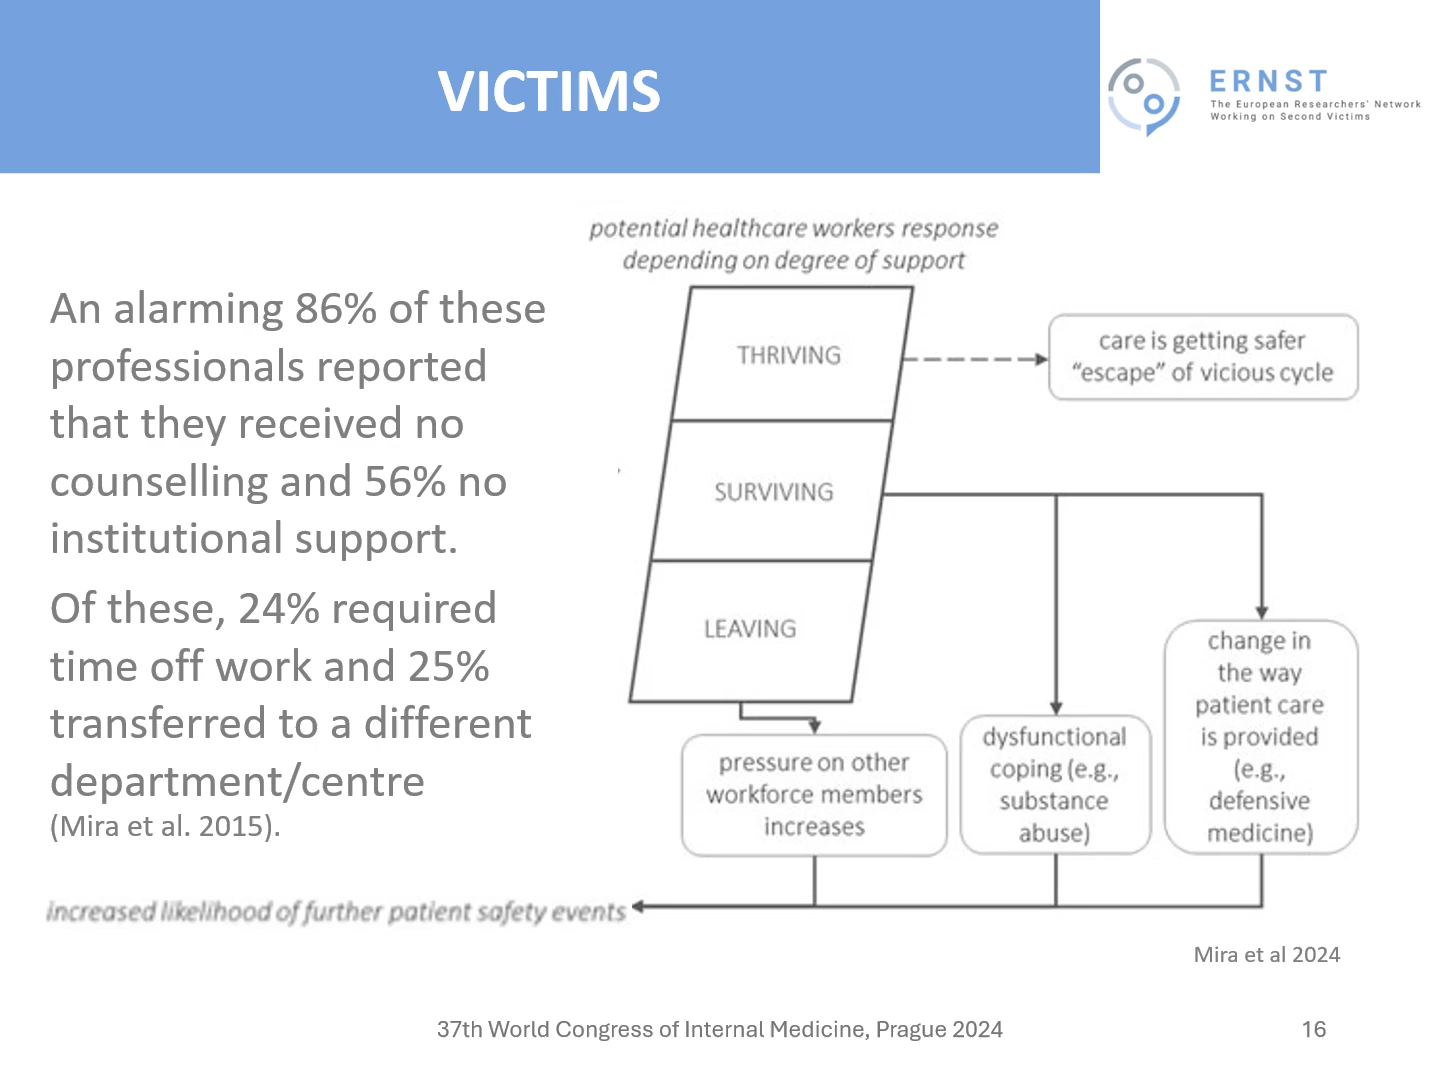 VICTIMS
ERNST
The European Researchers' Network
Working on Second Victims
An alarming 86% of these
professionals reported
that they received no
counselling and 56% no
institutional support.
Of these, 24% required
time off work and 25%
transferred to a different
department/centre
(Mira et al. 2015).
potential healthcare workers response
depending on degree of support
THRIVING
care is getting safer
“escape” of vicious cycle
SURVIVING
LEAVING
pressure on other
workforce members
increases
dysfunctional
coping (e.g.,
substance
abuse)
change in
the way
patient care
is provided
(e.g.,
defensive
medicine)
increased likelihood of further patient safety events
Mira et al 2024
37th World Congress of Internal Medicine, Prague 2024
16